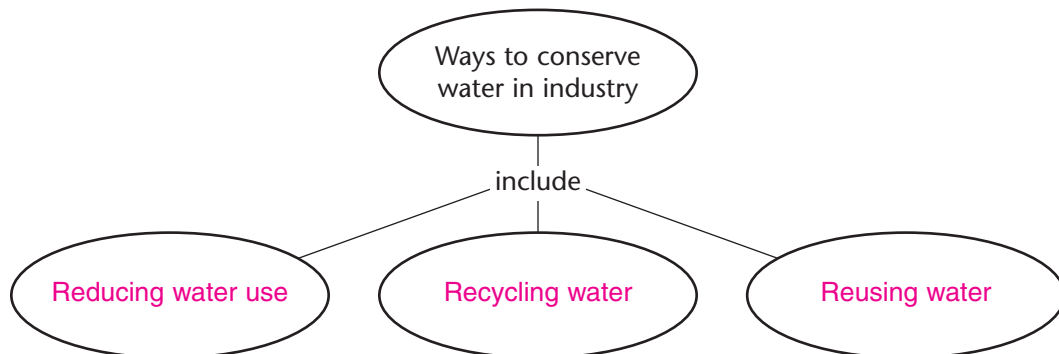 Ways to conserve
water in industry
include
Reducing water use
Recycling water
Reusing water